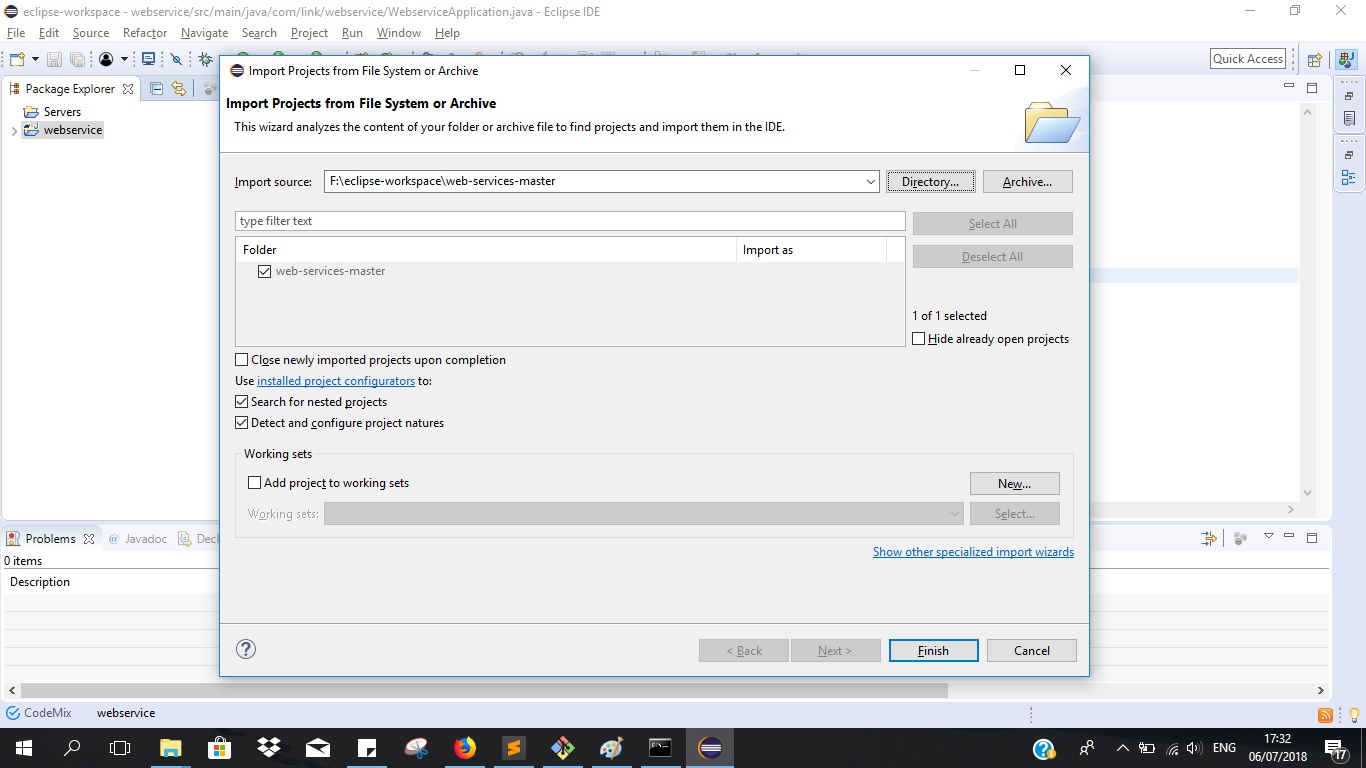 eclipse-workspace - webservice/src/main/java/com/link/webservice/WebserviceApplication.java - Eclipse IDE
File Edit Source Refactor Navigate Search Project Run Window Help
Quick Access
Package Explorer
Servers
webservice
Import Projects from File System or Archive
Import Projects from File System or Archive
This wizard analyzes the content of your folder or archive file to find projects and import them in the IDE.
Import source: F:\eclipse-workspace\web-services-master Directory... Archive...
type filter text Select All
Folder Import as Deselect All
web-services-master
1 of 1 selected
Hide already open projects
Close newly imported projects upon completion
Use installed project configurators to:
Search for nested projects
Detect and configure project natures
Working sets
Add project to working sets New...
Working sets: Select...
Show other specialized import wizards
< Back Next > Finish Cancel
Problems @ Javadoc Decl
0 items
Description
CodeMix webservice
ENG 17:32
06/07/2018
17